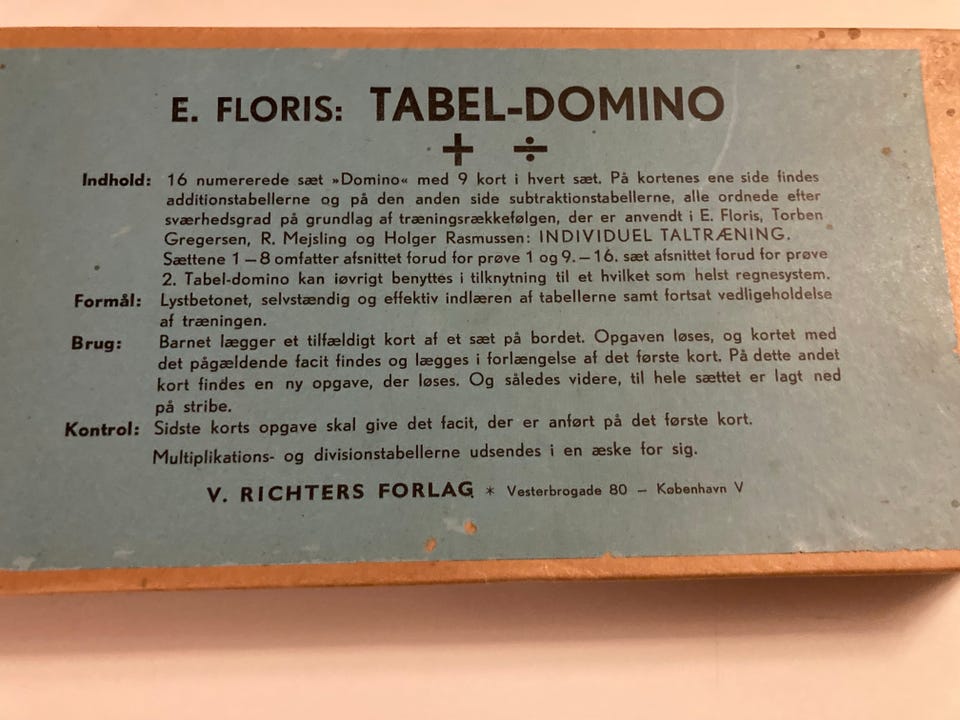 E. FLORIS: TABEL-DOMINO
+ ÷
Indhold: 16 numererede sæt »Domino« med 9 kort i hvert sæt. På kortenes ene side findes
additionstabellerne og på den anden side subtraktionstabellerne, alle ordnede efter
sværhedsgrad på grundlag af træningsrækkefølgen, der er anvendt i E. Floris, Torben
Gregersen, R. Mejsling og Holger Rasmussen: INDIVIDUEL TALTRÆNING.
Sættene 1–8 omfatter afsnittet forud for prøve 1 og 9.–16. sæt afsnittet forud for prøve
2. Tabel-domino kan iøvrigt benyttes i tilknytning til et hvilket som helst regnesystem.
Formål: Lystbetonet, selvstændig og effektiv indlæren af tabellerne samt fortsat vedligeholdelse
af træningen.
Brug: Barnet lægger et tilfældigt kort af et sæt på bordet. Opgaven løses, og kortet med
det pågældende facit findes og lægges i forlængelse af det første kort. På dette andet
kort findes en ny opgave, der løses. Og således videre, til hele sættet er lagt ned
på stribe.
Kontrol: Sidste korts opgave skal give det facit, der er anført på det første kort.
Multiplikations- og divisionstabellerne udsendes i en æske for sig.
V. RICHTERS FORLAG * Vesterbrogade 80 – København V